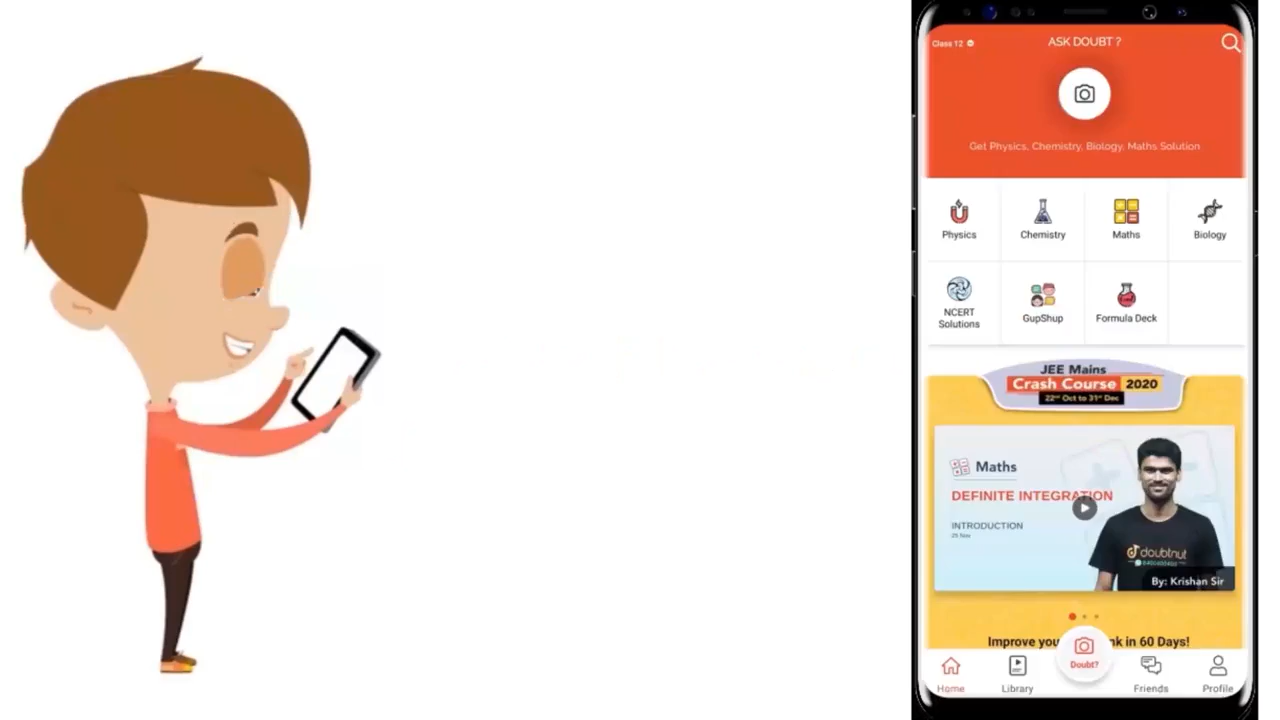 Class 12
ASK DOUBT ?
Get Physics, Chemistry, Biology, Maths Solution
Physics
Chemistry
Maths
Biology
NCERT
Solutions
GupShup
Formula Deck
JEE Mains
Crash Course 2020
22nd Oct to 31st Dec
Maths
DEFINITE INTEGRATION
INTRODUCTION
doubtnut
By: Krishan Sir
Improve you nk in 60 Days!
Doubt?
Home
Library
Friends
Profile